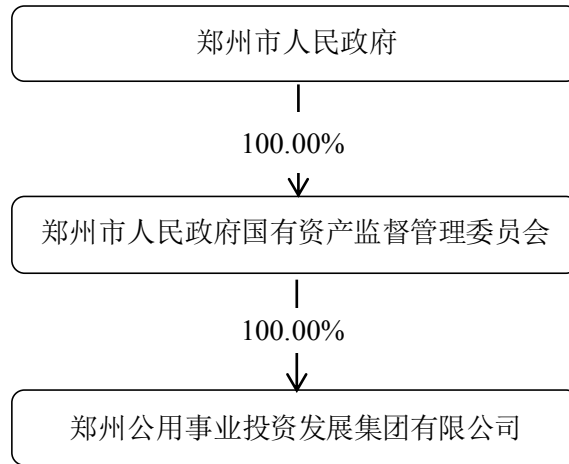 郑州市人民政府
100.00%
郑州市人民政府国有资产监督管理委员会
100.00%
郑州公用事业投资发展集团有限公司